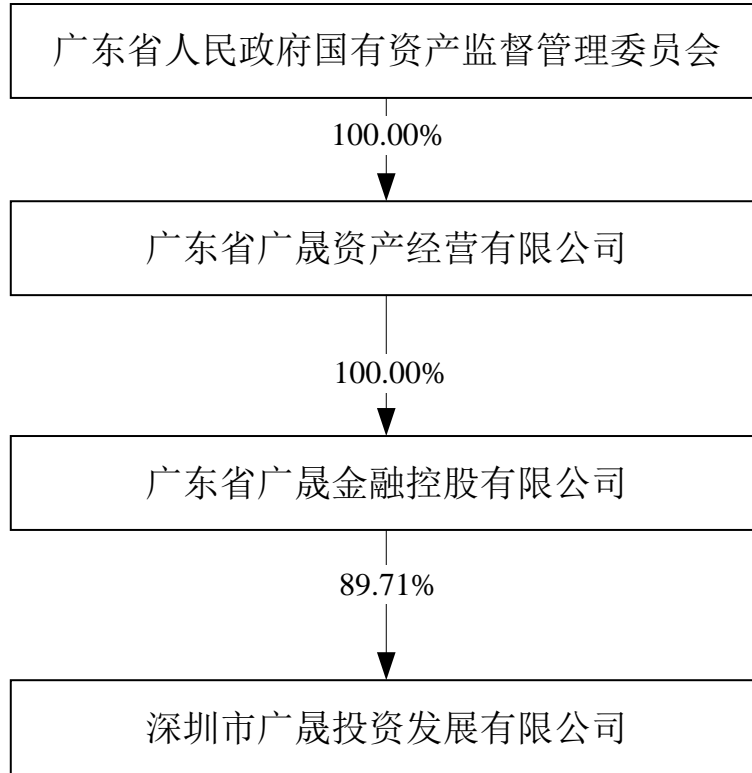 广东省人民政府国有资产监督管理委员会
100.00%
广东省广晟资产经营有限公司
100.00%
广东省广晟金融控股有限公司
89.71%
深圳市广晟投资发展有限公司